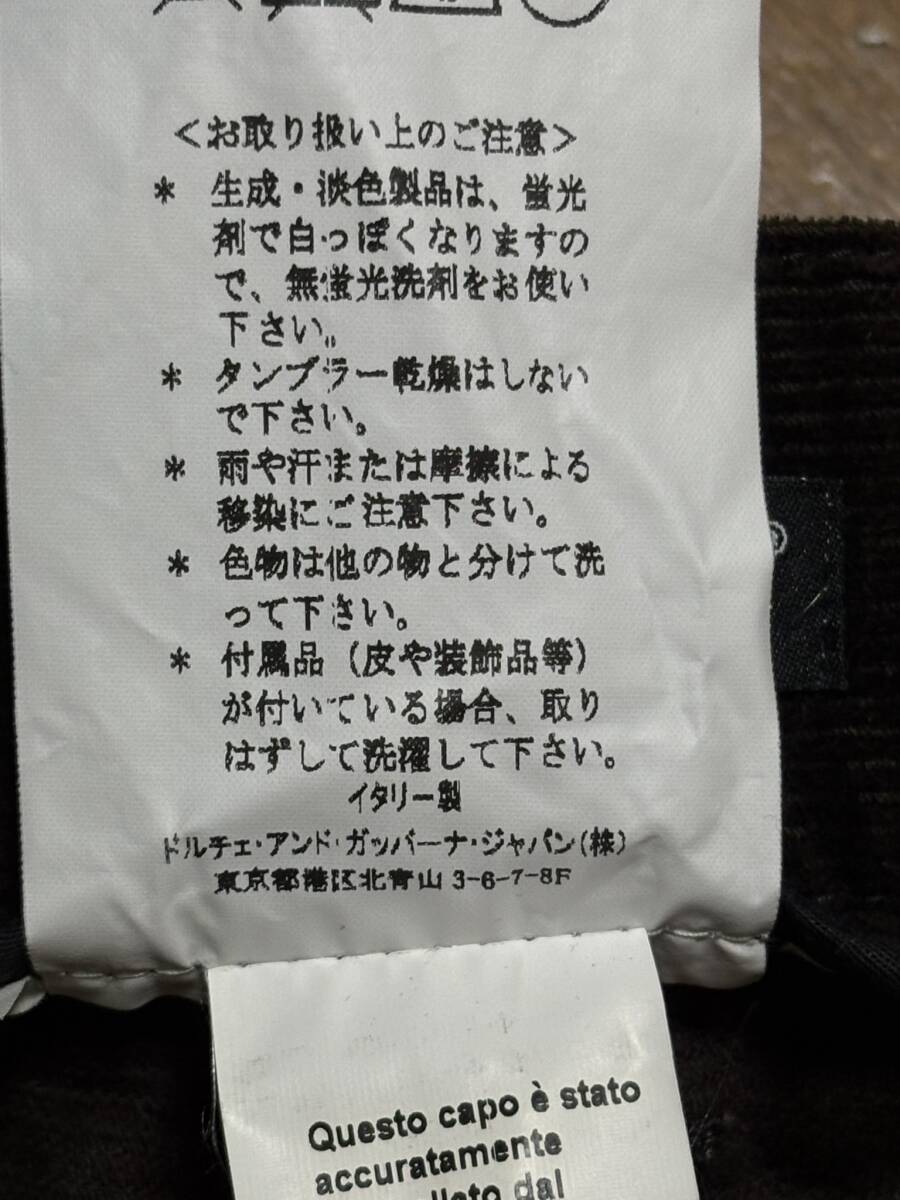 ＜お取り扱い上のご注意＞
* 生成・淡色製品は、蛍光
剤で白っぽくなりますの
で、無蛍光洗剤をお使い
下さい。
* タンブラー乾燥はしない
で下さい。
* 雨や汗または摩擦による
移染にご注意下さい。
* 色物は他の物と分けて洗
って下さい。
* 付属品（皮や装飾品等）
が付いている場合、取り
はずして洗濯して下さい。
イタリー製
ドルチェ・アンド・ガッバーナ・ジャパン(株)
東京都港区北青山 3-6-7-8F
Questo capo è stato
accuratamente
dal